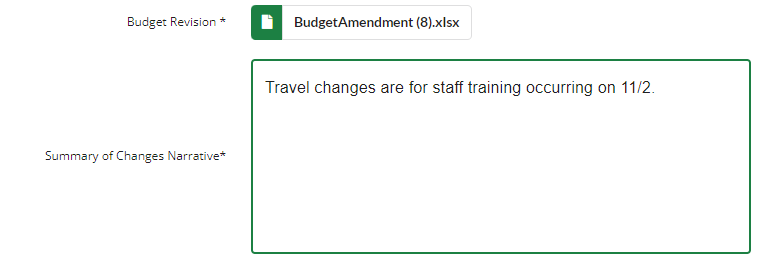 Budget Revision *
BudgetAmendment (8).xlsx
Travel changes are for staff training occurring on 11/2.
Summary of Changes Narrative*